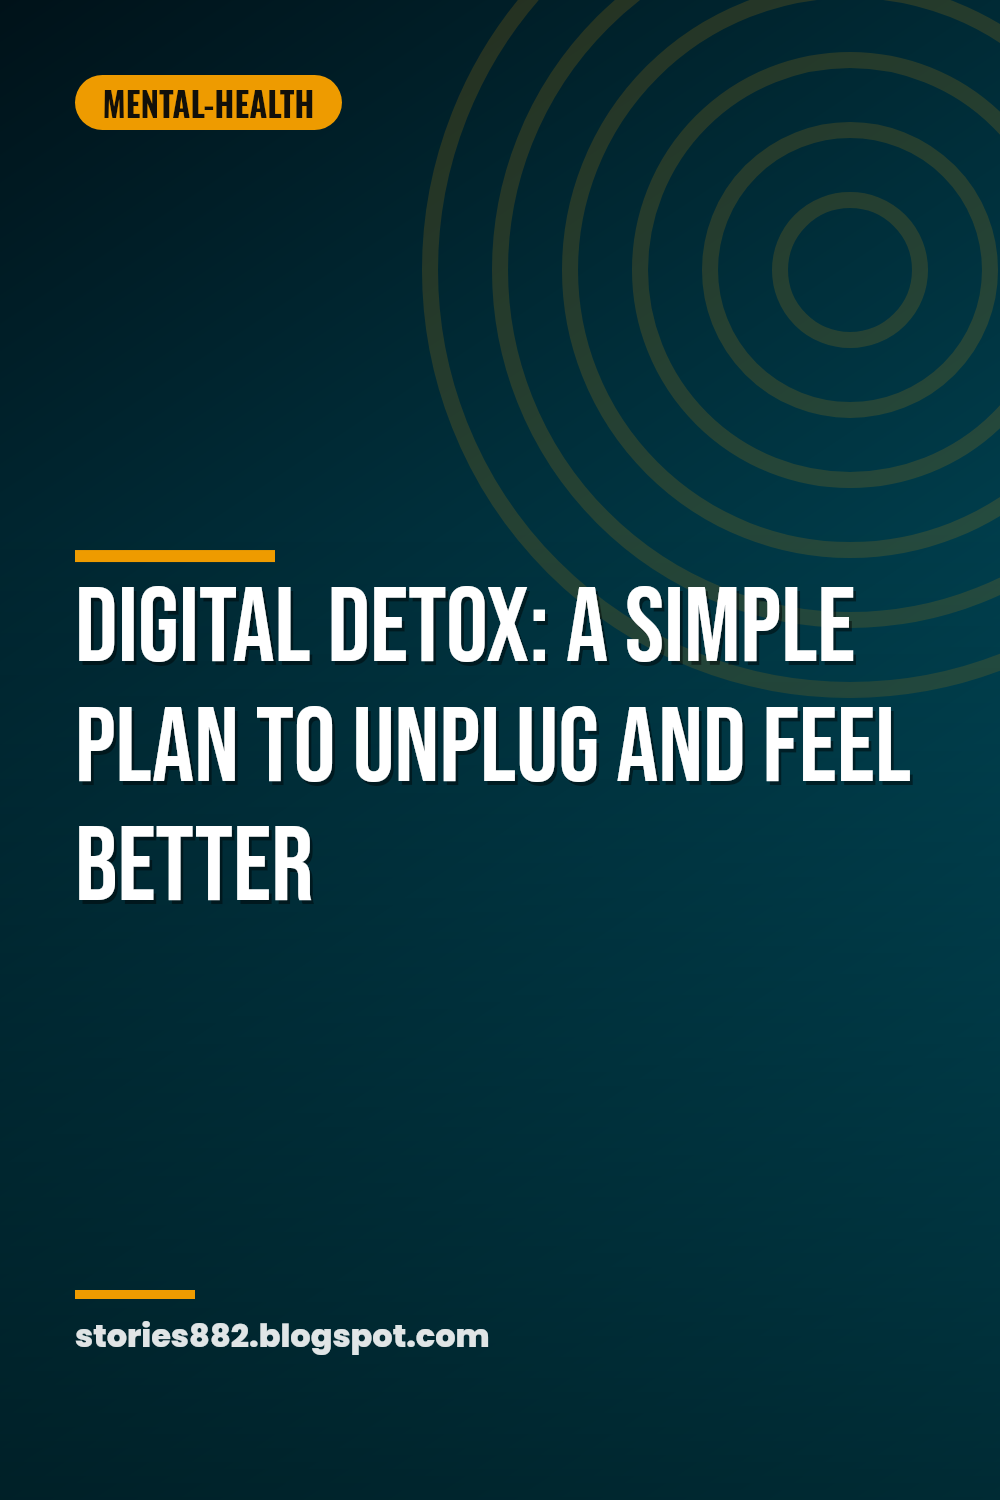 MENTAL-HEALTH
DIGITAL DETOX: A SIMPLE
PLAN TO UNPLUG AND FEEL
BETTER
stories882.blogspot.com